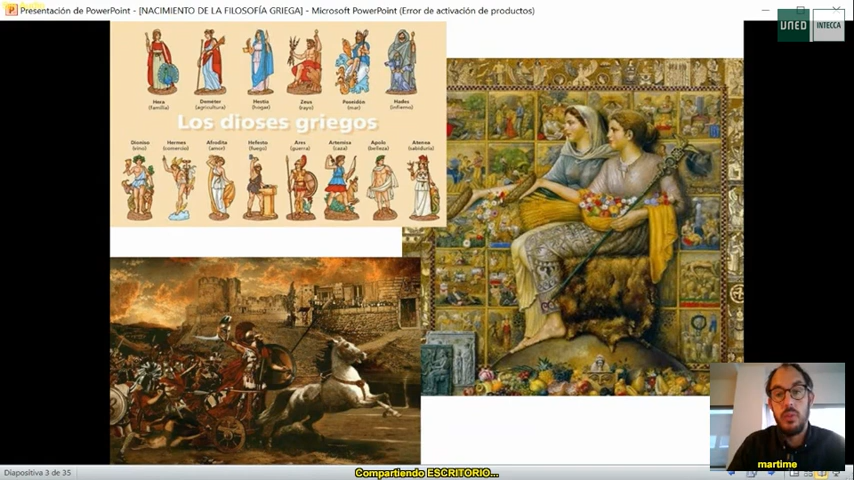 Presentación de PowerPoint - [NACIMIENTO DE LA FILOSOFÍA GRIEGA] - Microsoft PowerPoint (Error de activación de productos)
UNED INTECCA
Hera Deméter Hestia Zeus Poseidón Hades
(familia) (agricultura) (hogar) (rayo) (mar) (infierno)
Los dioses griegos
Dioniso Hermes Afrodita Hefesto Ares Artemisa Apolo Atenea
(vino) (comercio) (amor) (fuego) (guerra) (caza) (belleza) (sabiduría)
martime
Diapositiva 3 de 35
Compartiendo ESCRITORIO...